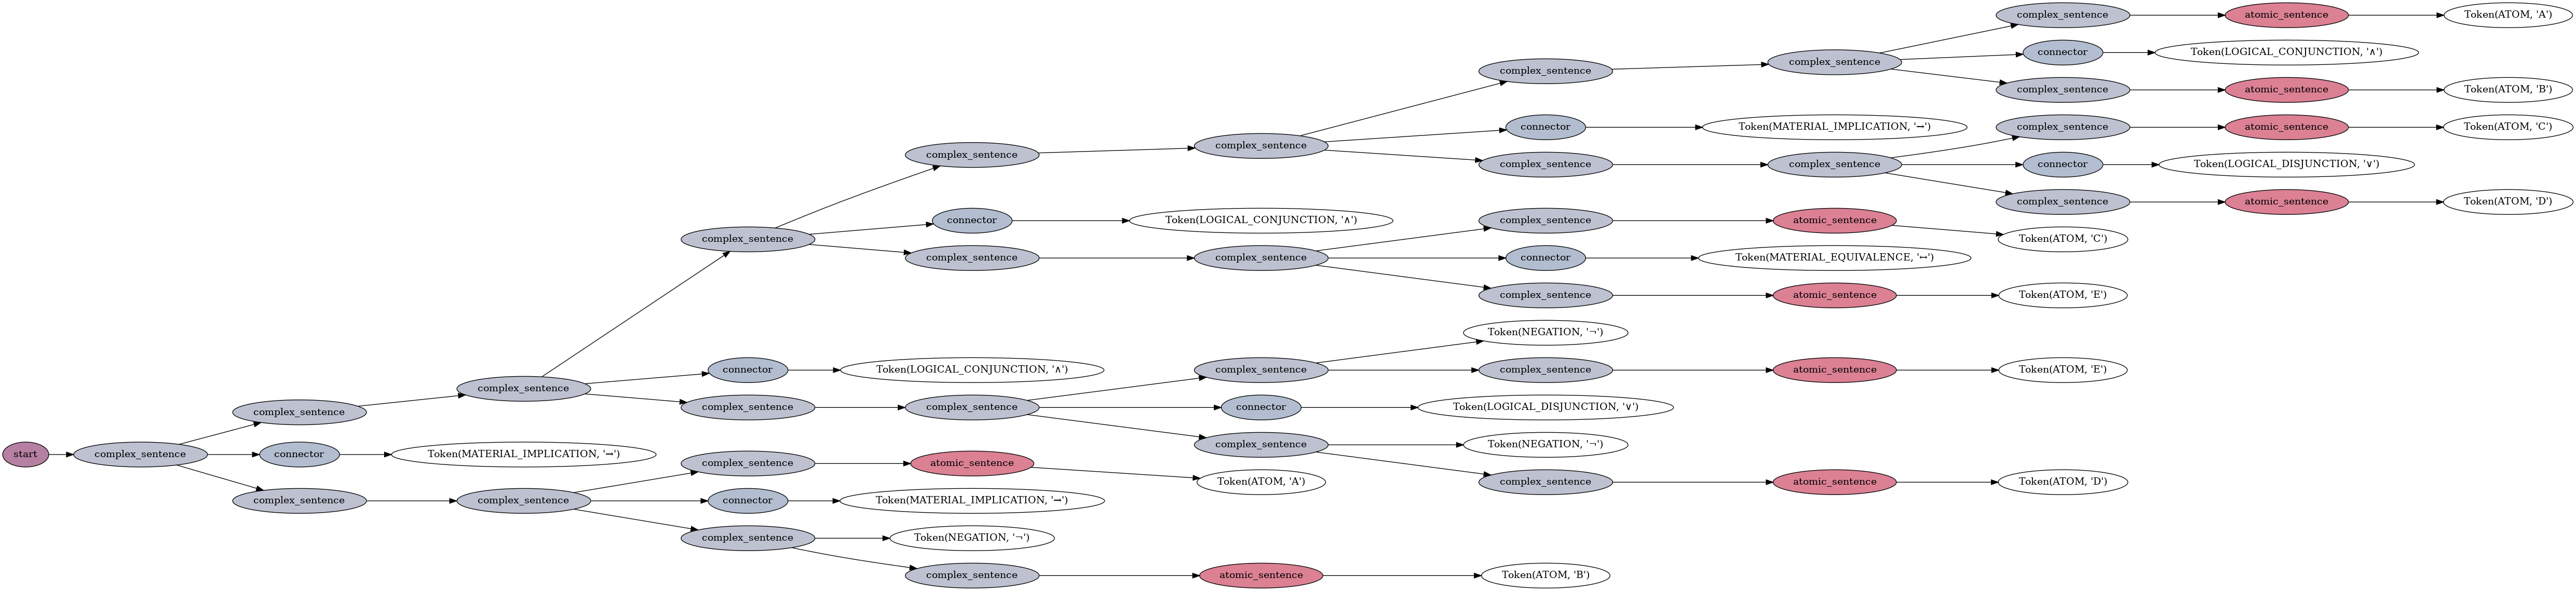 complex_sentence atomic_sentence Token(ATOM, 'A')
connector Token(LOGICAL_CONJUNCTION, '∧')
complex_sentence complex_sentence
complex_sentence atomic_sentence Token(ATOM, 'B')
connector Token(MATERIAL_IMPLICATION, '→') complex_sentence atomic_sentence Token(ATOM, 'C')
complex_sentence complex_sentence
complex_sentence complex_sentence connector Token(LOGICAL_DISJUNCTION, '∨')
complex_sentence atomic_sentence Token(ATOM, 'D')
connector Token(LOGICAL_CONJUNCTION, '∧') complex_sentence atomic_sentence
complex_sentence Token(ATOM, 'C')
complex_sentence complex_sentence connector Token(MATERIAL_EQUIVALENCE, '↔')
complex_sentence atomic_sentence Token(ATOM, 'E')
Token(NEGATION, '¬')
connector Token(LOGICAL_CONJUNCTION, '∧') complex_sentence complex_sentence atomic_sentence Token(ATOM, 'E')
complex_sentence
complex_sentence complex_sentence complex_sentence connector Token(LOGICAL_DISJUNCTION, '∨')
complex_sentence Token(NEGATION, '¬')
start complex_sentence connector Token(MATERIAL_IMPLICATION, '→')
complex_sentence atomic_sentence
Token(ATOM, 'A') complex_sentence atomic_sentence Token(ATOM, 'D')
complex_sentence complex_sentence connector Token(MATERIAL_IMPLICATION, '→')
complex_sentence Token(NEGATION, '¬')
complex_sentence atomic_sentence Token(ATOM, 'B')